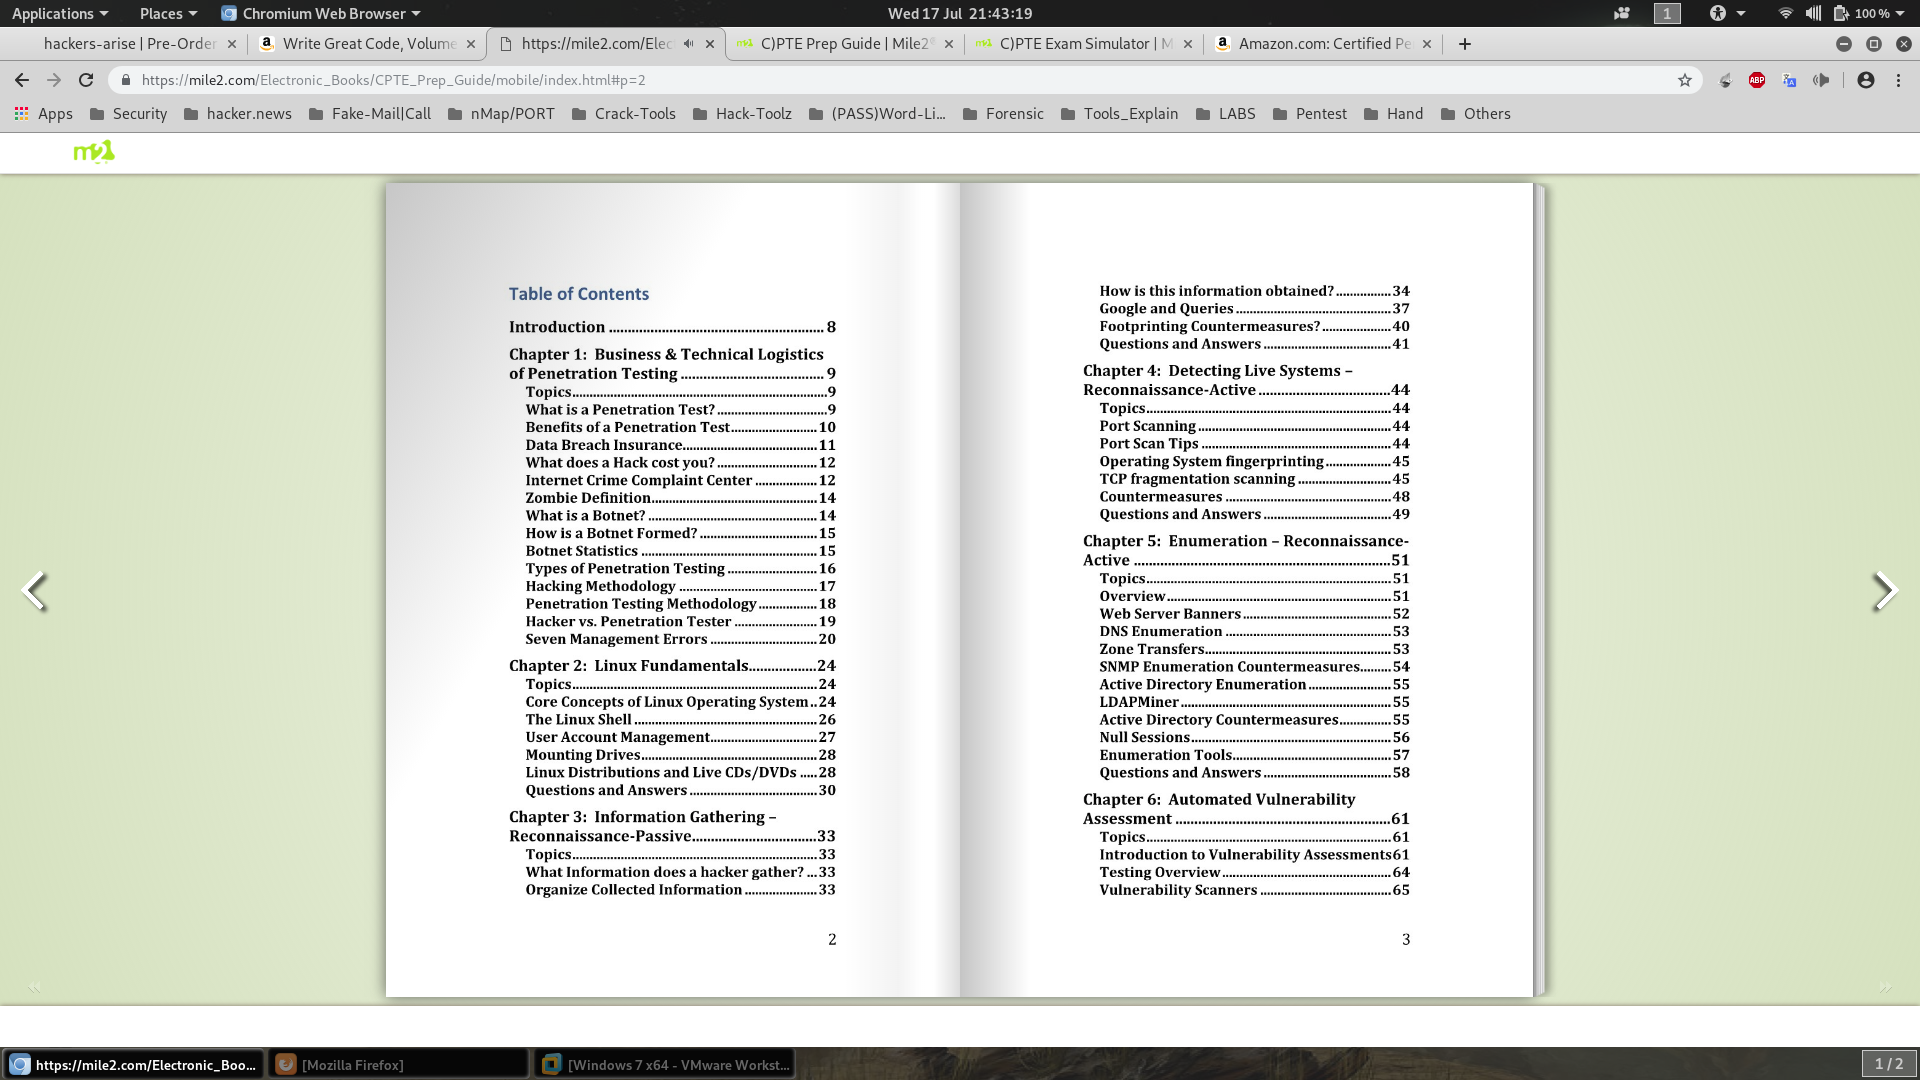 Applications Places Chromium Web Browser Wed 17 Jul 21:43:19 1 100 %
hackers-arise | Pre-Order Write Great Code, Volume https://mile2.com/Elec C)PTE Prep Guide | Mile2 C)PTE Exam Simulator | M Amazon.com: Certified Pe
https://mile2.com/Electronic_Books/CPTE_Prep_Guide/mobile/index.html#p=2 ABP
Apps Security hacker.news Fake-Mail|Call nMap/PORT Crack-Tools Hack-Toolz (PASS)Word-Li... Forensic Tools_Explain LABS Pentest Hand Others
m2
Table of Contents
Introduction ........ 8
Chapter 1: Business & Technical Logistics
of Penetration Testing ........ 9
Topics........9
What is a Penetration Test? ........9
Benefits of a Penetration Test........10
Data Breach Insurance........11
What does a Hack cost you? ........12
Internet Crime Complaint Center ........12
Zombie Definition........14
What is a Botnet? ........14
How is a Botnet Formed? ........15
Botnet Statistics ........15
Types of Penetration Testing ........16
Hacking Methodology ........17
Penetration Testing Methodology........18
Hacker vs. Penetration Tester ........19
Seven Management Errors ........20
Chapter 2: Linux Fundamentals........24
Topics........24
Core Concepts of Linux Operating System..24
The Linux Shell ........26
User Account Management........27
Mounting Drives........28
Linux Distributions and Live CDs/DVDs .....28
Questions and Answers ........30
Chapter 3: Information Gathering –
Reconnaissance-Passive........33
Topics........33
What Information does a hacker gather? ...33
Organize Collected Information ........33
2
How is this information obtained? ........34
Google and Queries ........37
Footprinting Countermeasures? ........40
Questions and Answers ........41
Chapter 4: Detecting Live Systems –
Reconnaissance-Active ........44
Topics........44
Port Scanning ........44
Port Scan Tips ........44
Operating System fingerprinting........45
TCP fragmentation scanning ........45
Countermeasures ........48
Questions and Answers ........49
Chapter 5: Enumeration – Reconnaissance-
Active ........51
Topics........51
Overview........51
Web Server Banners........52
DNS Enumeration ........53
Zone Transfers........53
SNMP Enumeration Countermeasures........54
Active Directory Enumeration ........55
LDAPMiner ........55
Active Directory Countermeasures........55
Null Sessions........56
Enumeration Tools........57
Questions and Answers ........58
Chapter 6: Automated Vulnerability
Assessment ........61
Topics........61
Introduction to Vulnerability Assessments61
Testing Overview........64
Vulnerability Scanners ........65
3
https://mile2.com/Electronic_Boo... [Mozilla Firefox] [Windows 7 x64 - VMware Workst... 1 / 2